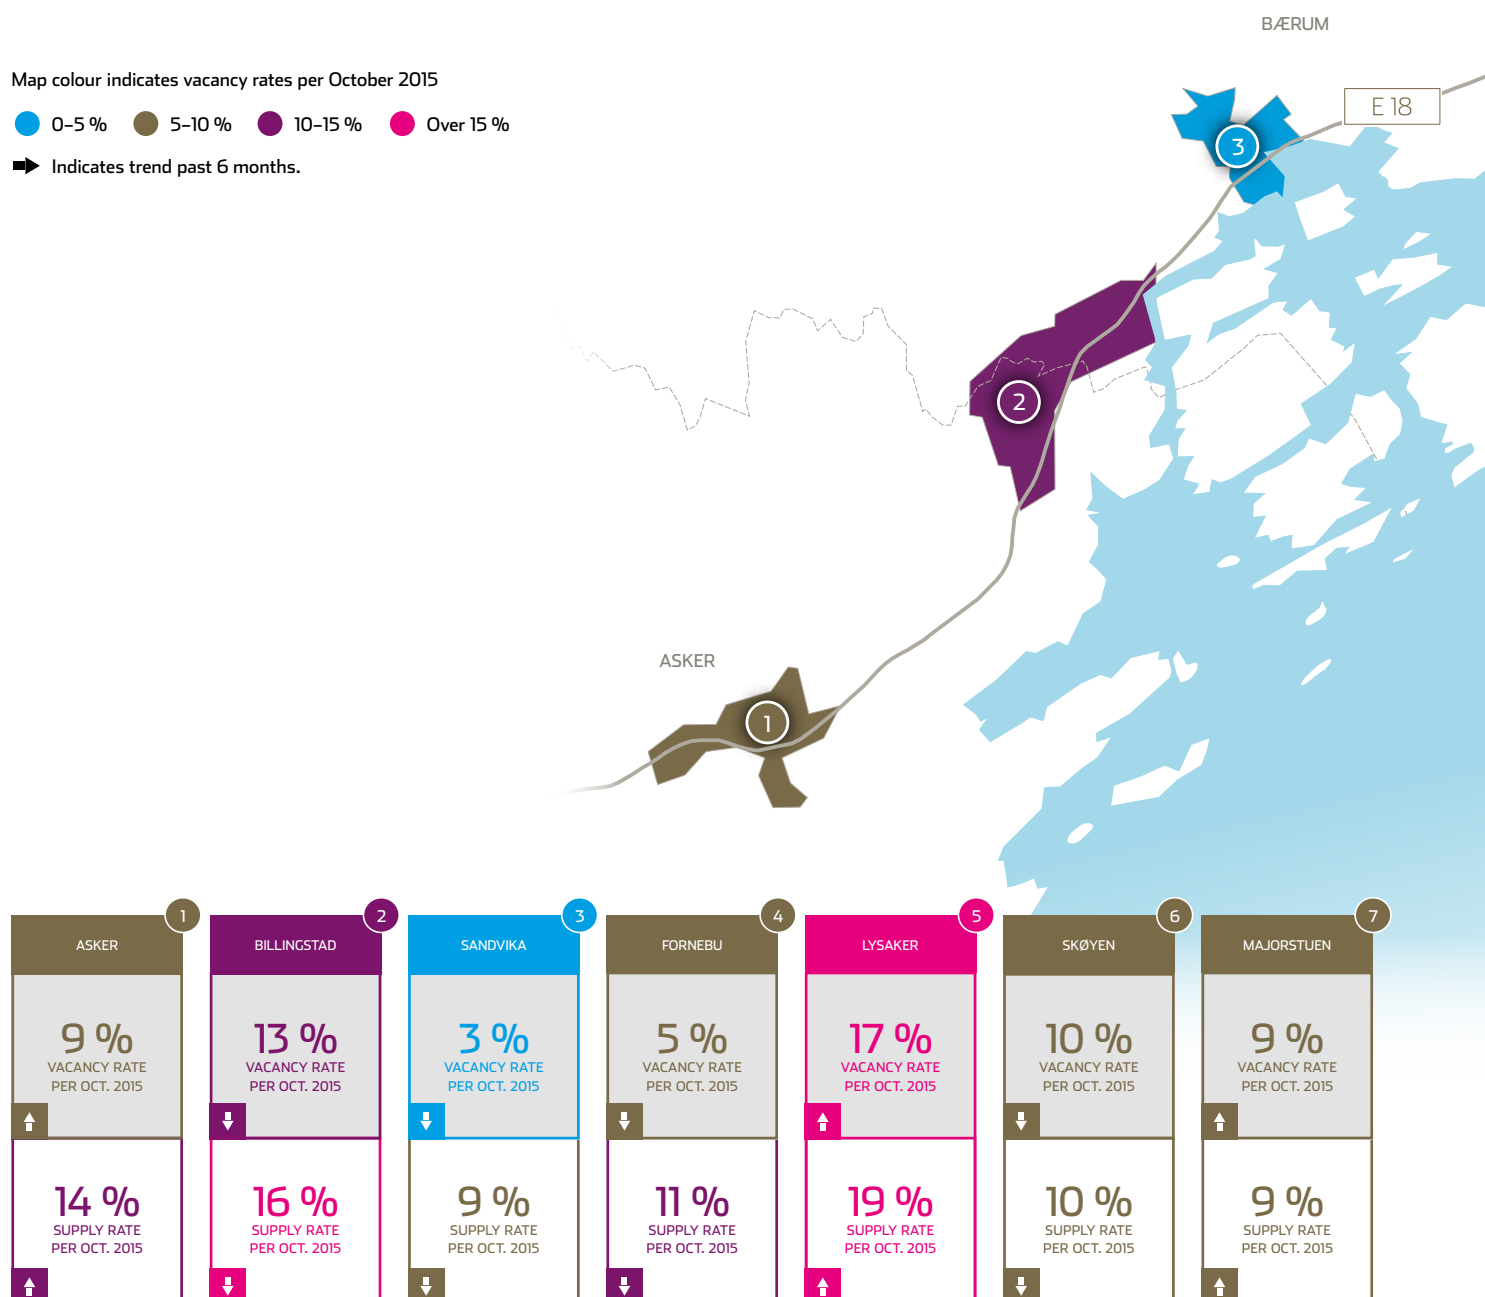 BÆRUM
Map colour indicates vacancy rates per October 2015
0–5 % 5–10 % 10–15 % Over 15 %
Indicates trend past 6 months.
E 18
3
2
ASKER
1
1 2 3 4 5 6 7
ASKER BILLINGSTAD SANDVIKA FORNEBU LYSAKER SKØYEN MAJORSTUEN
9 % 13 % 3 % 5 % 17 % 10 % 9 %
VACANCY RATE VACANCY RATE VACANCY RATE VACANCY RATE VACANCY RATE VACANCY RATE VACANCY RATE
PER OCT. 2015 PER OCT. 2015 PER OCT. 2015 PER OCT. 2015 PER OCT. 2015 PER OCT. 2015 PER OCT. 2015
14 % 16 % 9 % 11 % 19 % 10 % 9 %
SUPPLY RATE SUPPLY RATE SUPPLY RATE SUPPLY RATE SUPPLY RATE SUPPLY RATE SUPPLY RATE
PER OCT. 2015 PER OCT. 2015 PER OCT. 2015 PER OCT. 2015 PER OCT. 2015 PER OCT. 2015 PER OCT. 2015